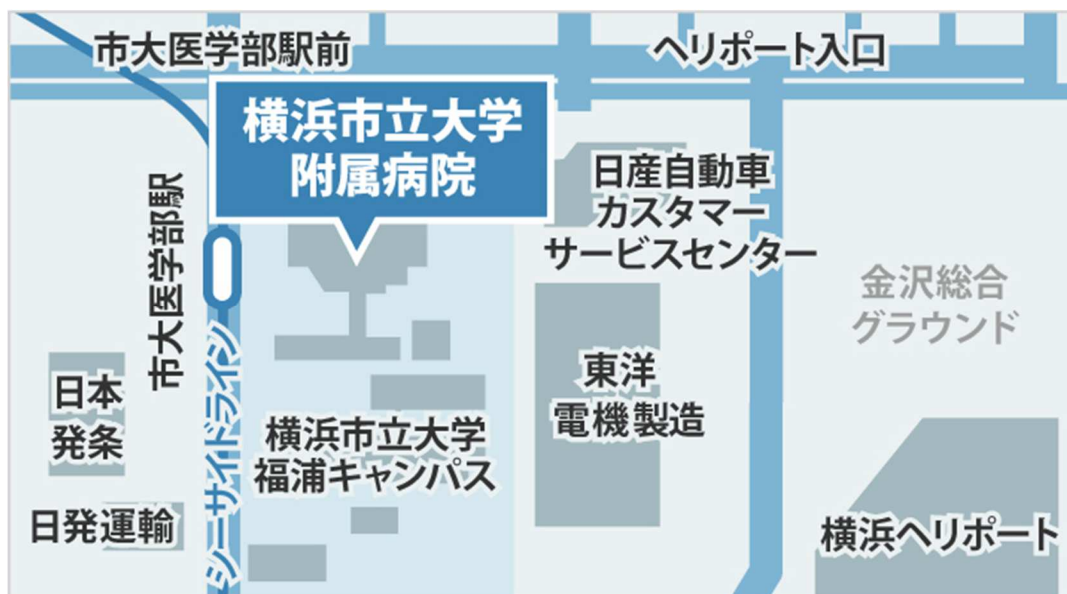 市大医学部駅前
ヘリポート入口
横浜市立大学
附属病院
日産自動車
カスタマー
サービスセンター
市大医学部駅
金沢総合
グラウンド
シーサイドライン
日本
発条
東洋
電機製造
横浜市立大学
福浦キャンパス
日発運輸
横浜ヘリポート